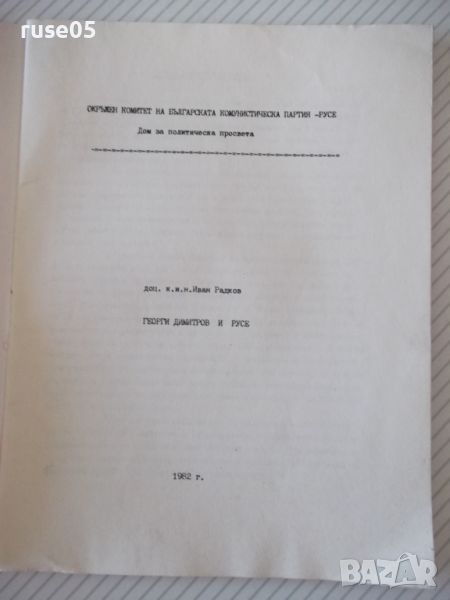 ruse05
ОКРЪЖЕН КОМИТЕТ НА БЪЛГАРСКАТА КОМУНИСТИЧЕСКА ПАРТИЯ -РУСЕ
Дом за политическа просвета
доц. к.и.н.Иван Радков
ГЕОРГИ ДИМИТРОВ И РУСЕ
1982 г.
BAZAR